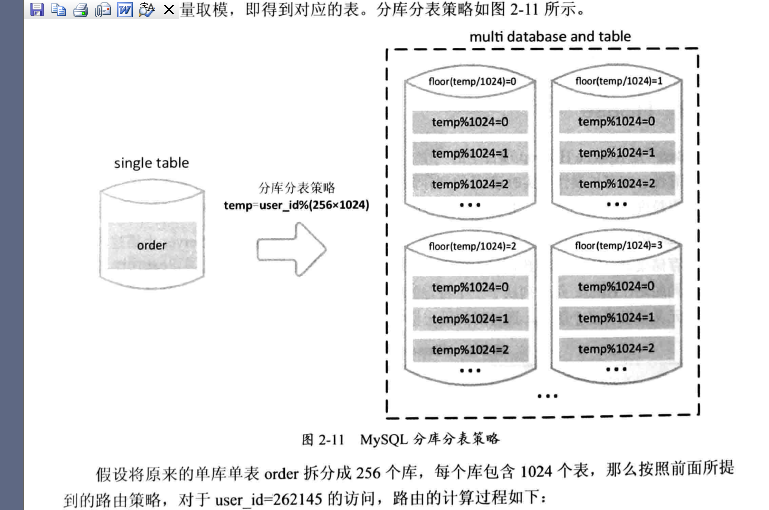 量取模，即得到对应的表。分库分表策略如图 2-11 所示。
multi database and table
single table
order
分库分表策略
temp=user_id%(256×1024)
floor(temp/1024)=0
temp%1024=0
temp%1024=1
temp%1024=2
•••
floor(temp/1024)=1
temp%1024=0
temp%1024=1
temp%1024=2
•••
floor(temp/1024)=2
temp%1024=0
temp%1024=1
temp%1024=2
•••
floor(temp/1024)=3
temp%1024=0
temp%1024=1
temp%1024=2
•••
•••
图 2-11 MySQL 分库分表策略
假设将原来的单库单表 order 拆分成 256 个库，每个库包含 1024 个表，那么按照前面所提
到的路由策略，对于 user_id=262145 的访问，路由的计算过程如下：